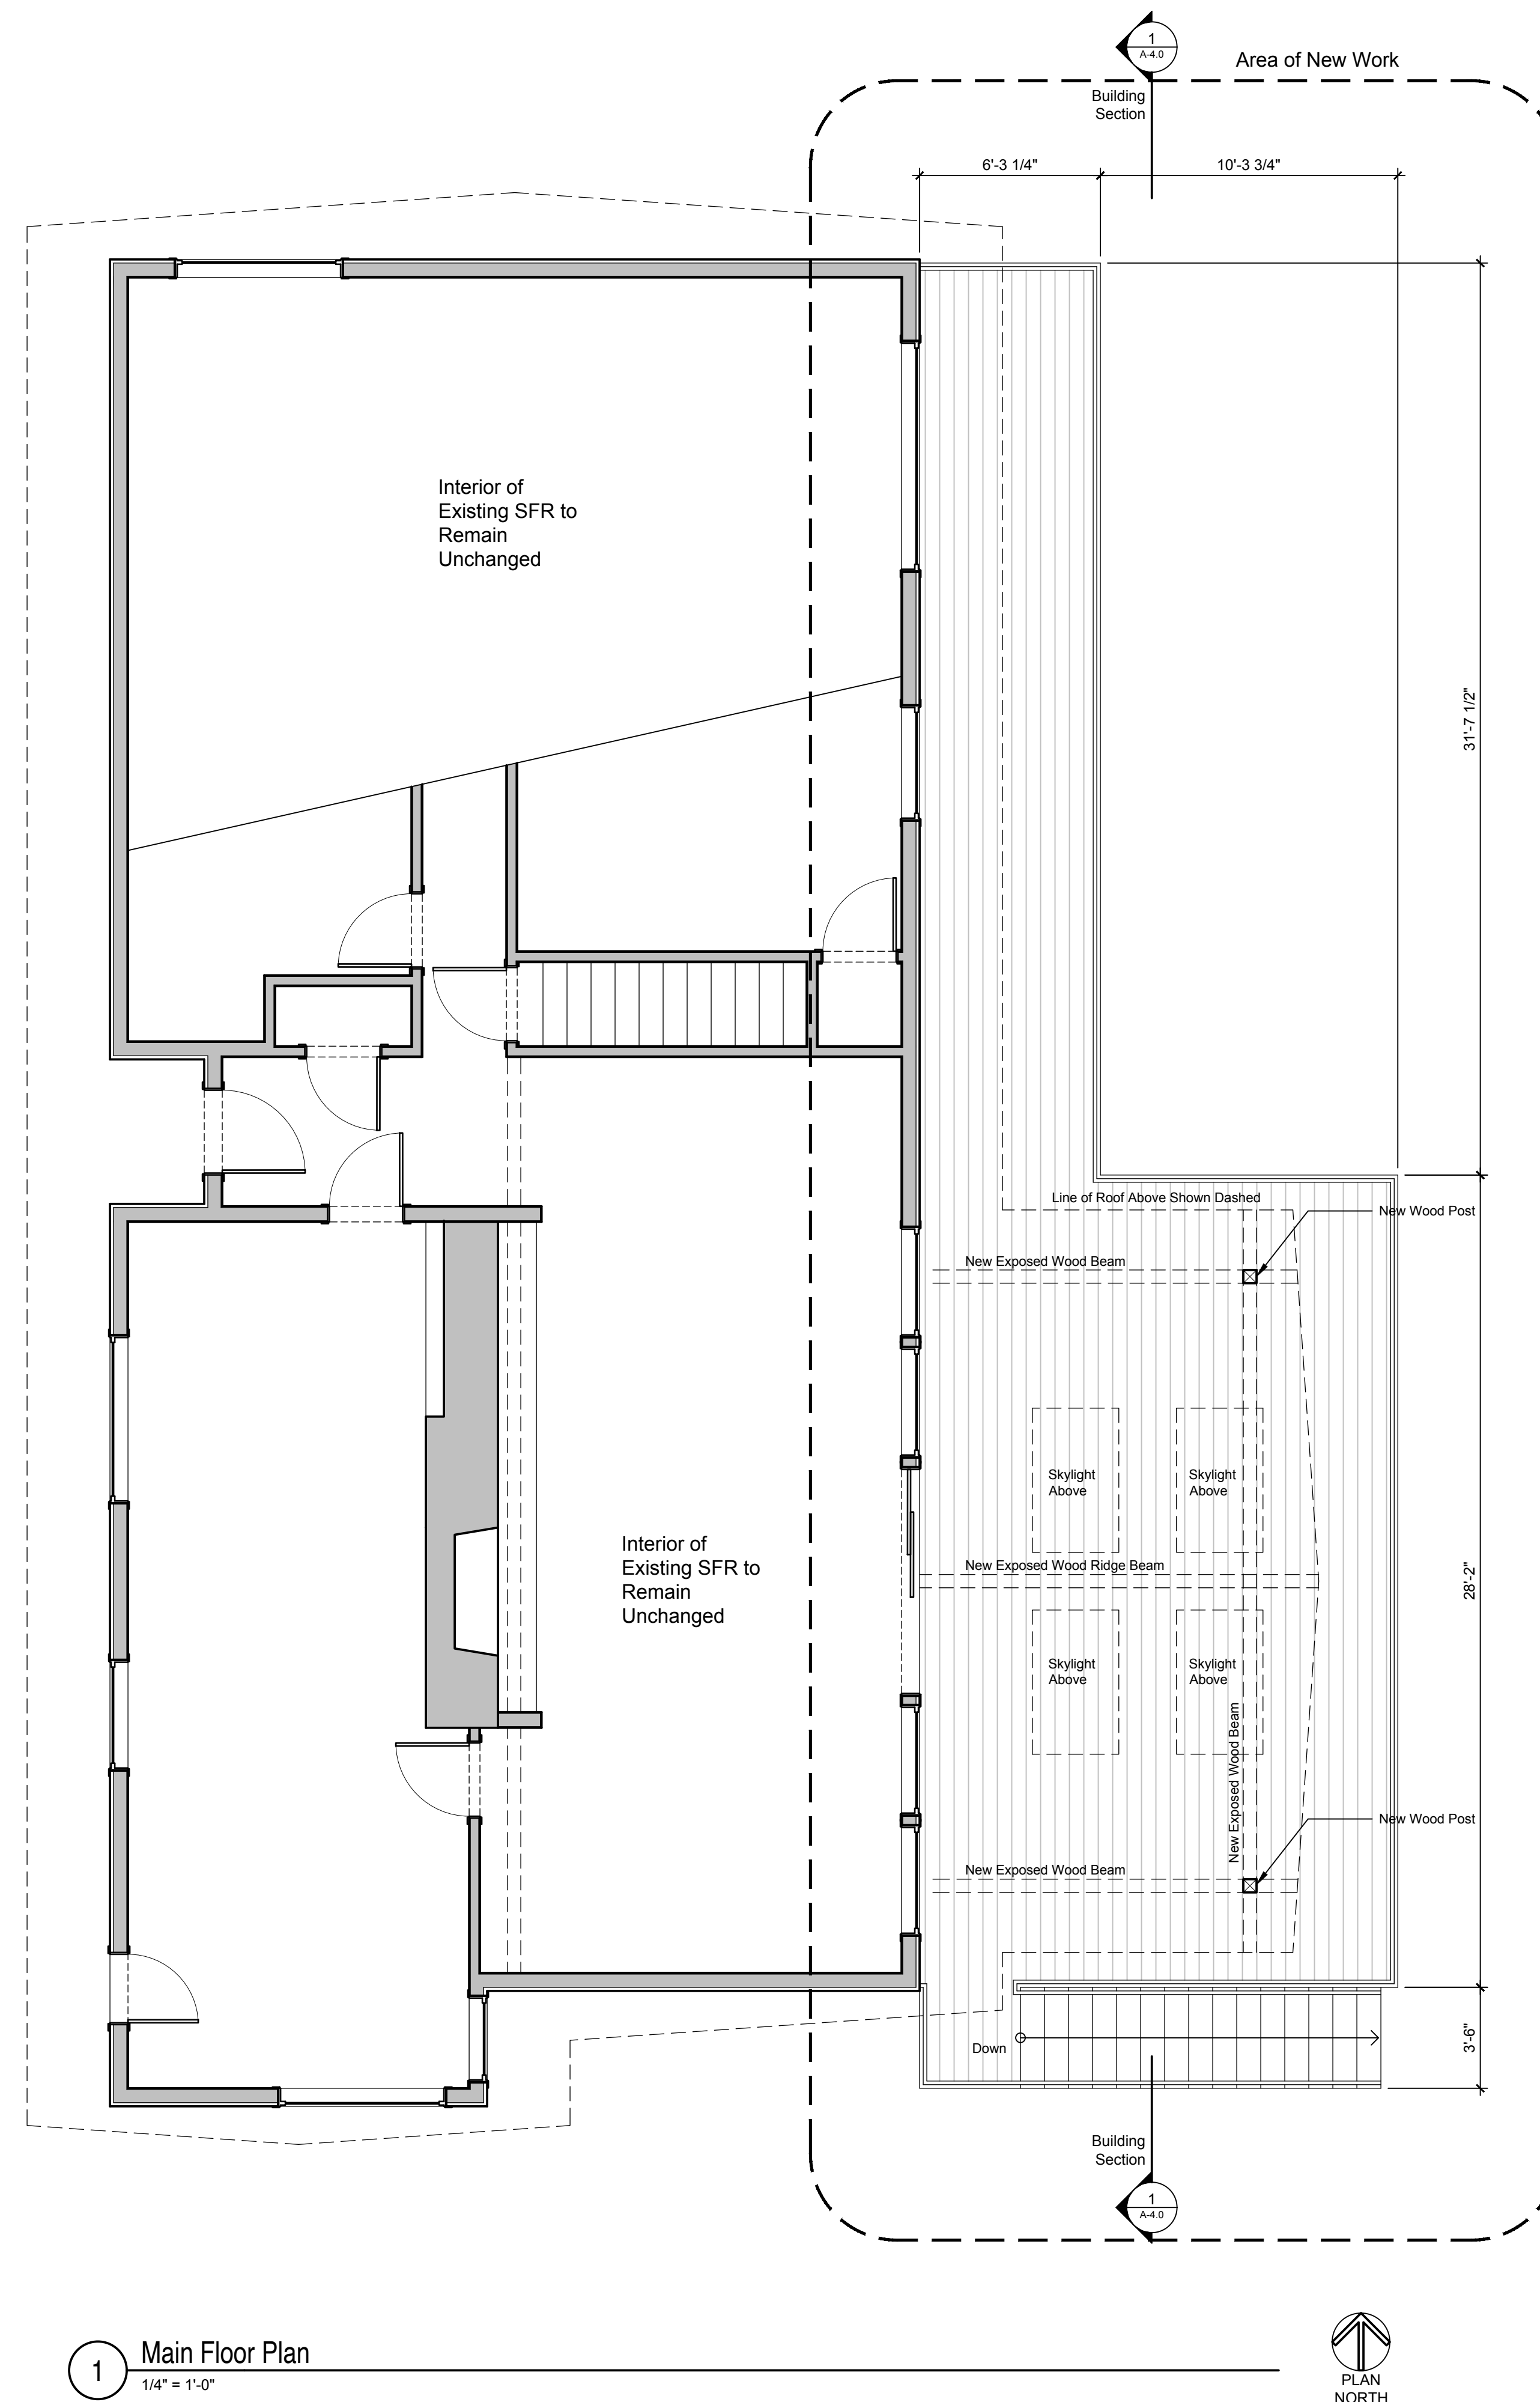 1
A-4.0
Area of New Work
Building
Section
6'-3 1/4"
10'-3 3/4"
Interior of
Existing SFR to
Remain
Unchanged
31'-7 1/2"
Line of Roof Above Shown Dashed
New Wood Post
New Exposed Wood Beam
Skylight
Above
Skylight
Above
Interior of
Existing SFR to
Remain
Unchanged
New Exposed Wood Ridge Beam
28'-2"
Skylight
Above
Skylight
Above
New Exposed Wood Beam
New Wood Post
New Exposed Wood Beam
Down
3'-6"
Building
Section
1
A-4.0
1
Main Floor Plan
1/4" = 1'-0"
PLAN
NORTH